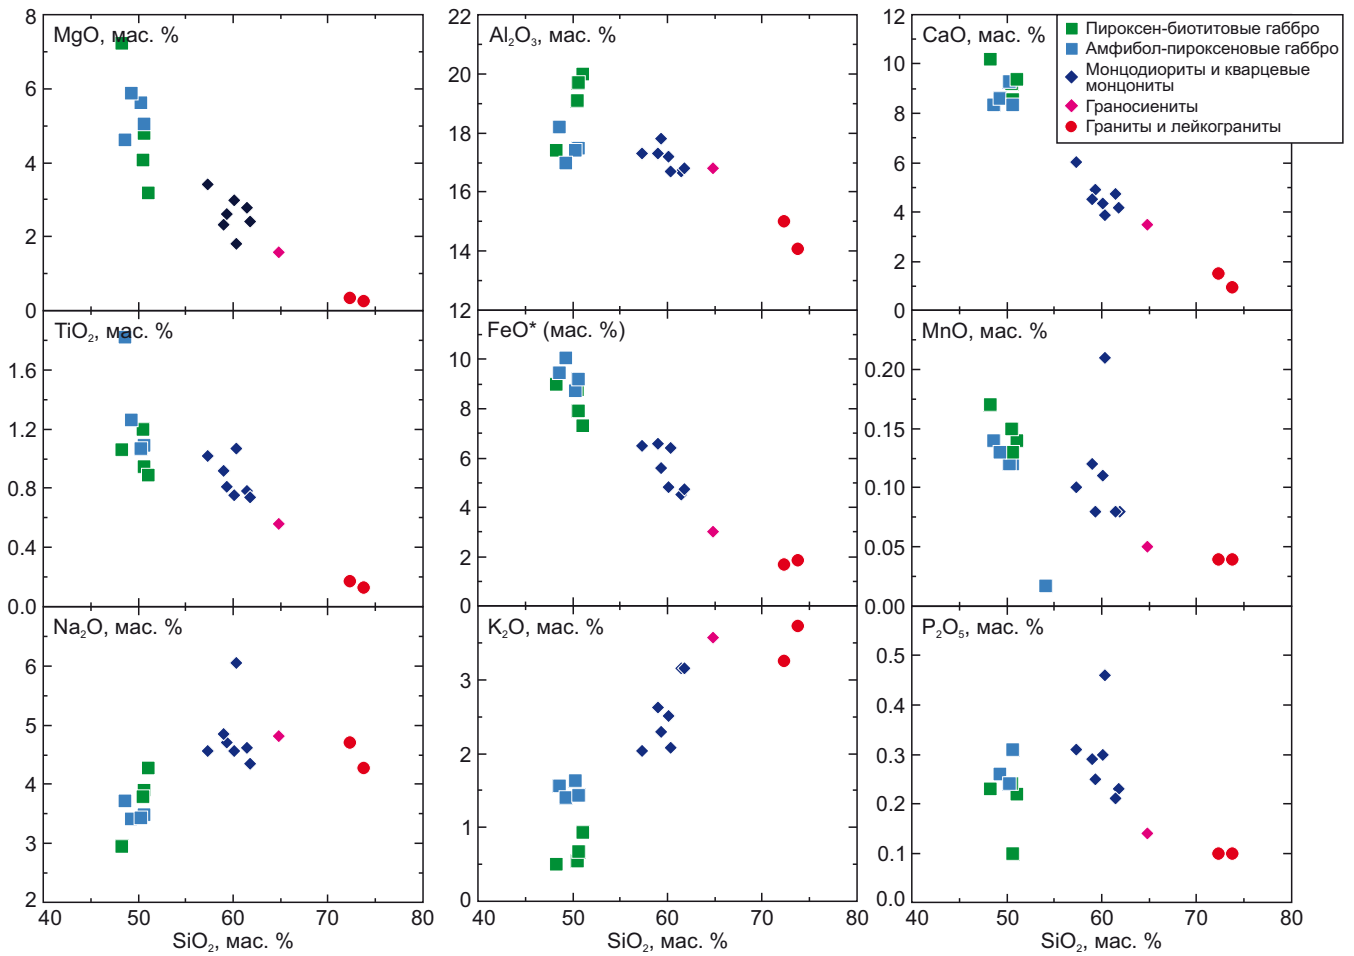 MgO, мас. %
8
6
4
2
0
Al₂O₃, мас. %
22
20
18
16
14
12
CaO, мас. %
12
10
8
6
4
2
0
Пироксен-биотитовые габбро
Амфибол-пироксеновые габбро
Монцодиориты и кварцевые
монцониты
Граносиениты
Граниты и лейкограниты
TiO₂, мас. %
1.6
1.2
0.8
0.4
0.0
FeO* (мас. %)
10
8
6
4
2
0
MnO, мас. %
0.20
0.15
0.10
0.05
0.00
Na₂O, мас. %
6
5
4
3
2
40 50 60 70 80
SiO₂, мас. %
K₂O, мас. %
3
2
1
0
40 50 60 70 80
SiO₂, мас. %
P₂O₅, мас. %
0.5
0.4
0.3
0.2
0.1
0.0
40 50 60 70 80
SiO₂, мас. %